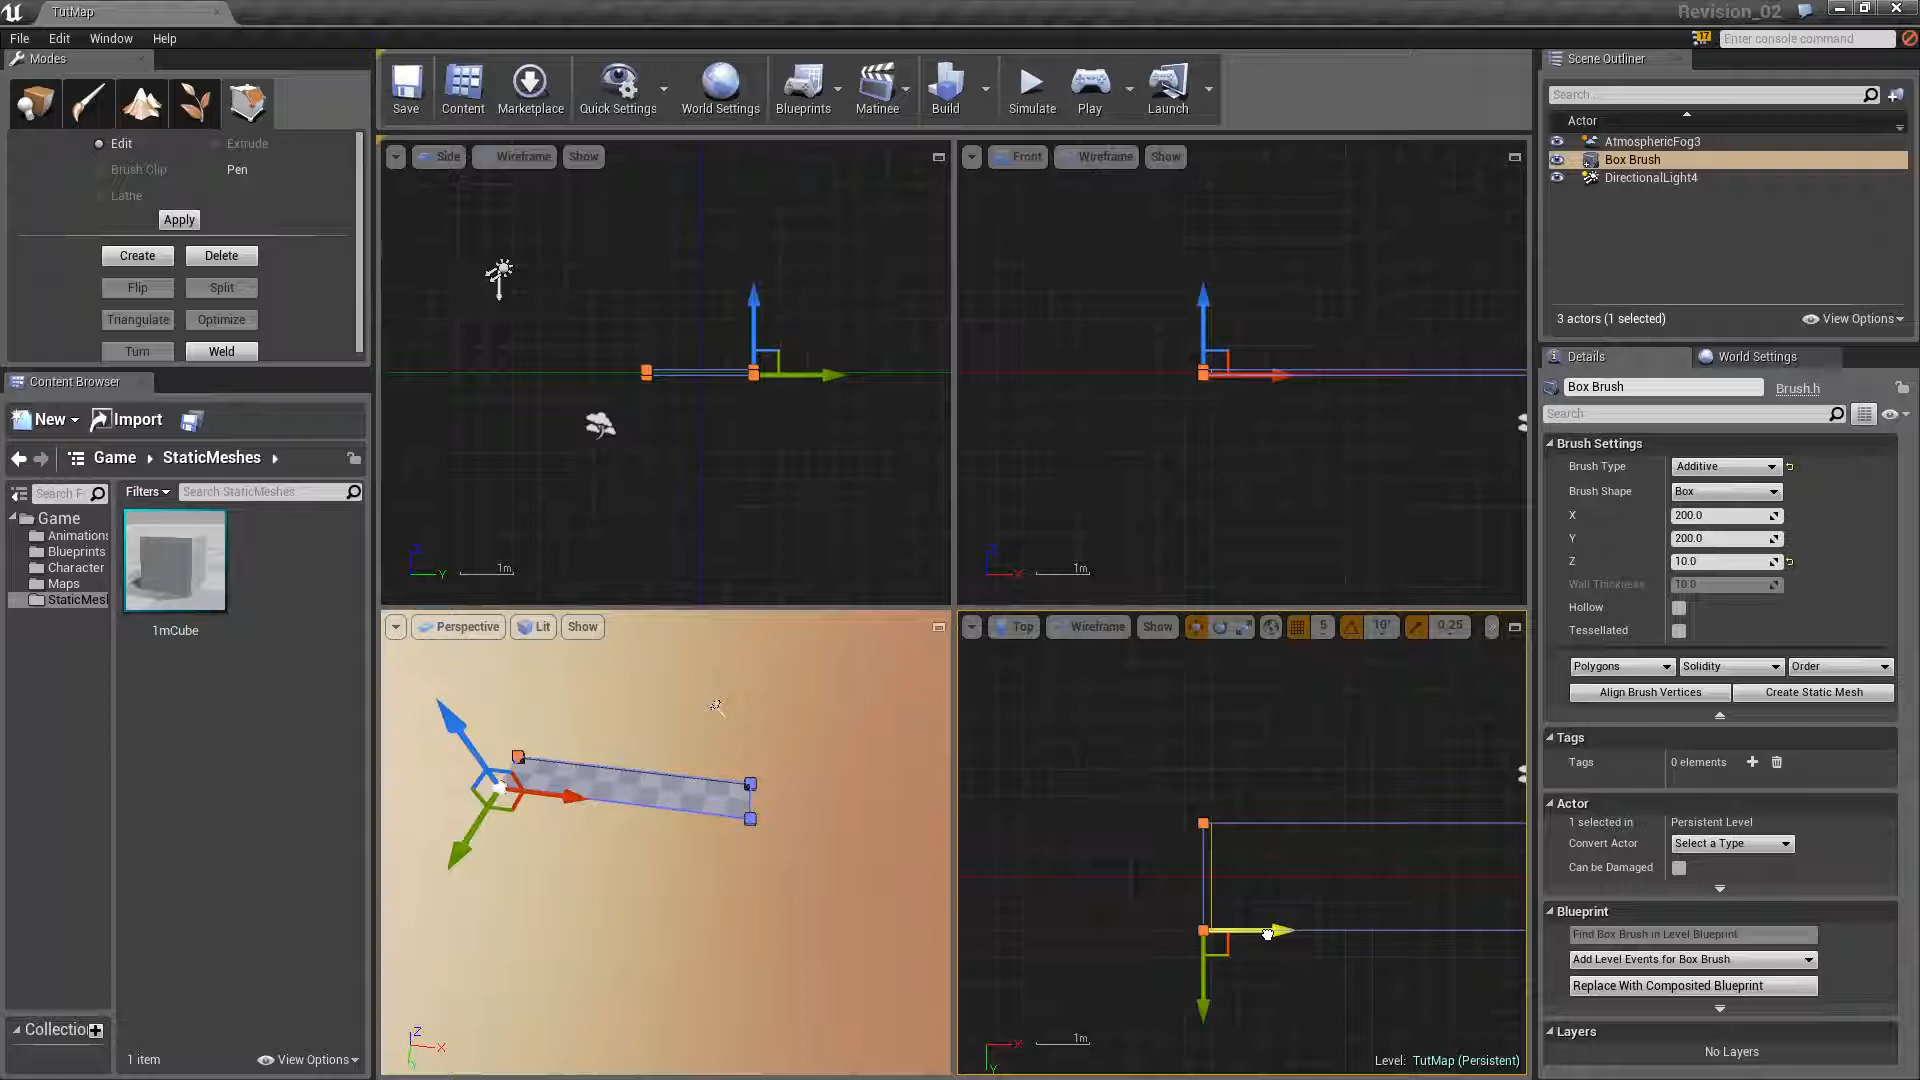 TutMap
Revision_02
File Edit Window Help
17
Enter console command
Modes
Edit
Extrude
Brush Clip
Pen
Lathe
Apply
Create
Delete
Flip
Split
Triangulate
Optimize
Turn
Weld
Save
Content
Marketplace
Quick Settings
World Settings
Blueprints
Matinee
Build
Simulate
Play
Launch
Side
Wireframe
Show
Z
Y
1m
Front
Wireframe
Show
Z
X
1m
Perspective
Lit
Show
Z
X
Y
Top
Wireframe
Show
5
10°
0.25
X
Y
1m
Level: TutMap (Persistent)
Content Browser
New
Import
Game
StaticMeshes
Search F
Filters
Search StaticMeshes
Game
Animations
Blueprints
Character
Maps
StaticMesh
1mCube
Collectio
1 item
View Options
Scene Outliner
Search...
Actor
AtmosphericFog3
Box Brush
DirectionalLight4
3 actors (1 selected)
View Options
Details
World Settings
Box Brush
Brush.h
Search
Brush Settings
Brush Type
Additive
Brush Shape
Box
X
200.0
Y
200.0
Z
10.0
Wall Thickness
10.0
Hollow
Tessellated
Polygons
Solidity
Order
Align Brush Vertices
Create Static Mesh
Tags
Tags
0 elements
Actor
1 selected in
Persistent Level
Convert Actor
Select a Type
Can be Damaged
Blueprint
Find Box Brush in Level Blueprint
Add Level Events for Box Brush
Replace With Composited Blueprint
Layers
No Layers